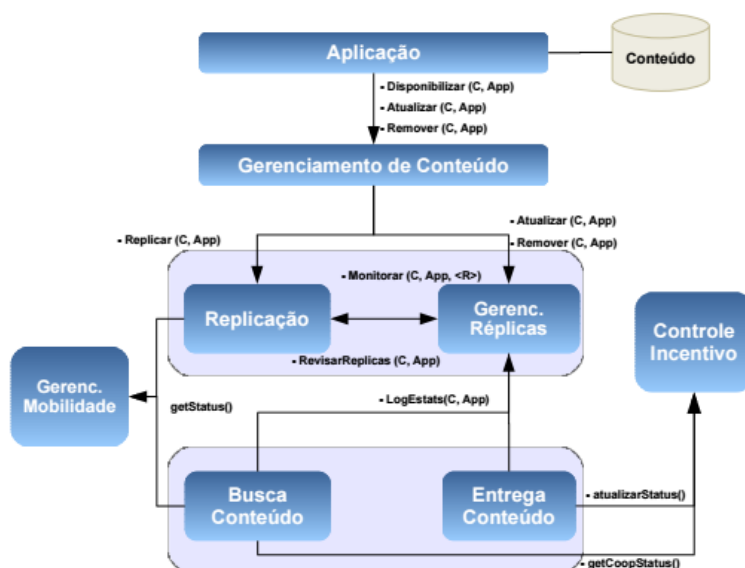 Aplicação
Conteúdo
- Disponibilizar (C, App)
- Atualizar (C, App)
- Remover (C, App)
Gerenciamento de Conteúdo
- Replicar (C, App)
- Atualizar (C, App)
- Remover (C, App)
- Monitorar (C, App, <R>)
Replicação
Gerenc.
Réplicas
Controle
Incentivo
- RevisarReplicas (C, App)
Gerenc.
Mobilidade
getStatus()
- LogEstats(C, App)
Busca
Conteúdo
Entrega
Conteúdo
- atualizarStatus()
- getCoopStatus()